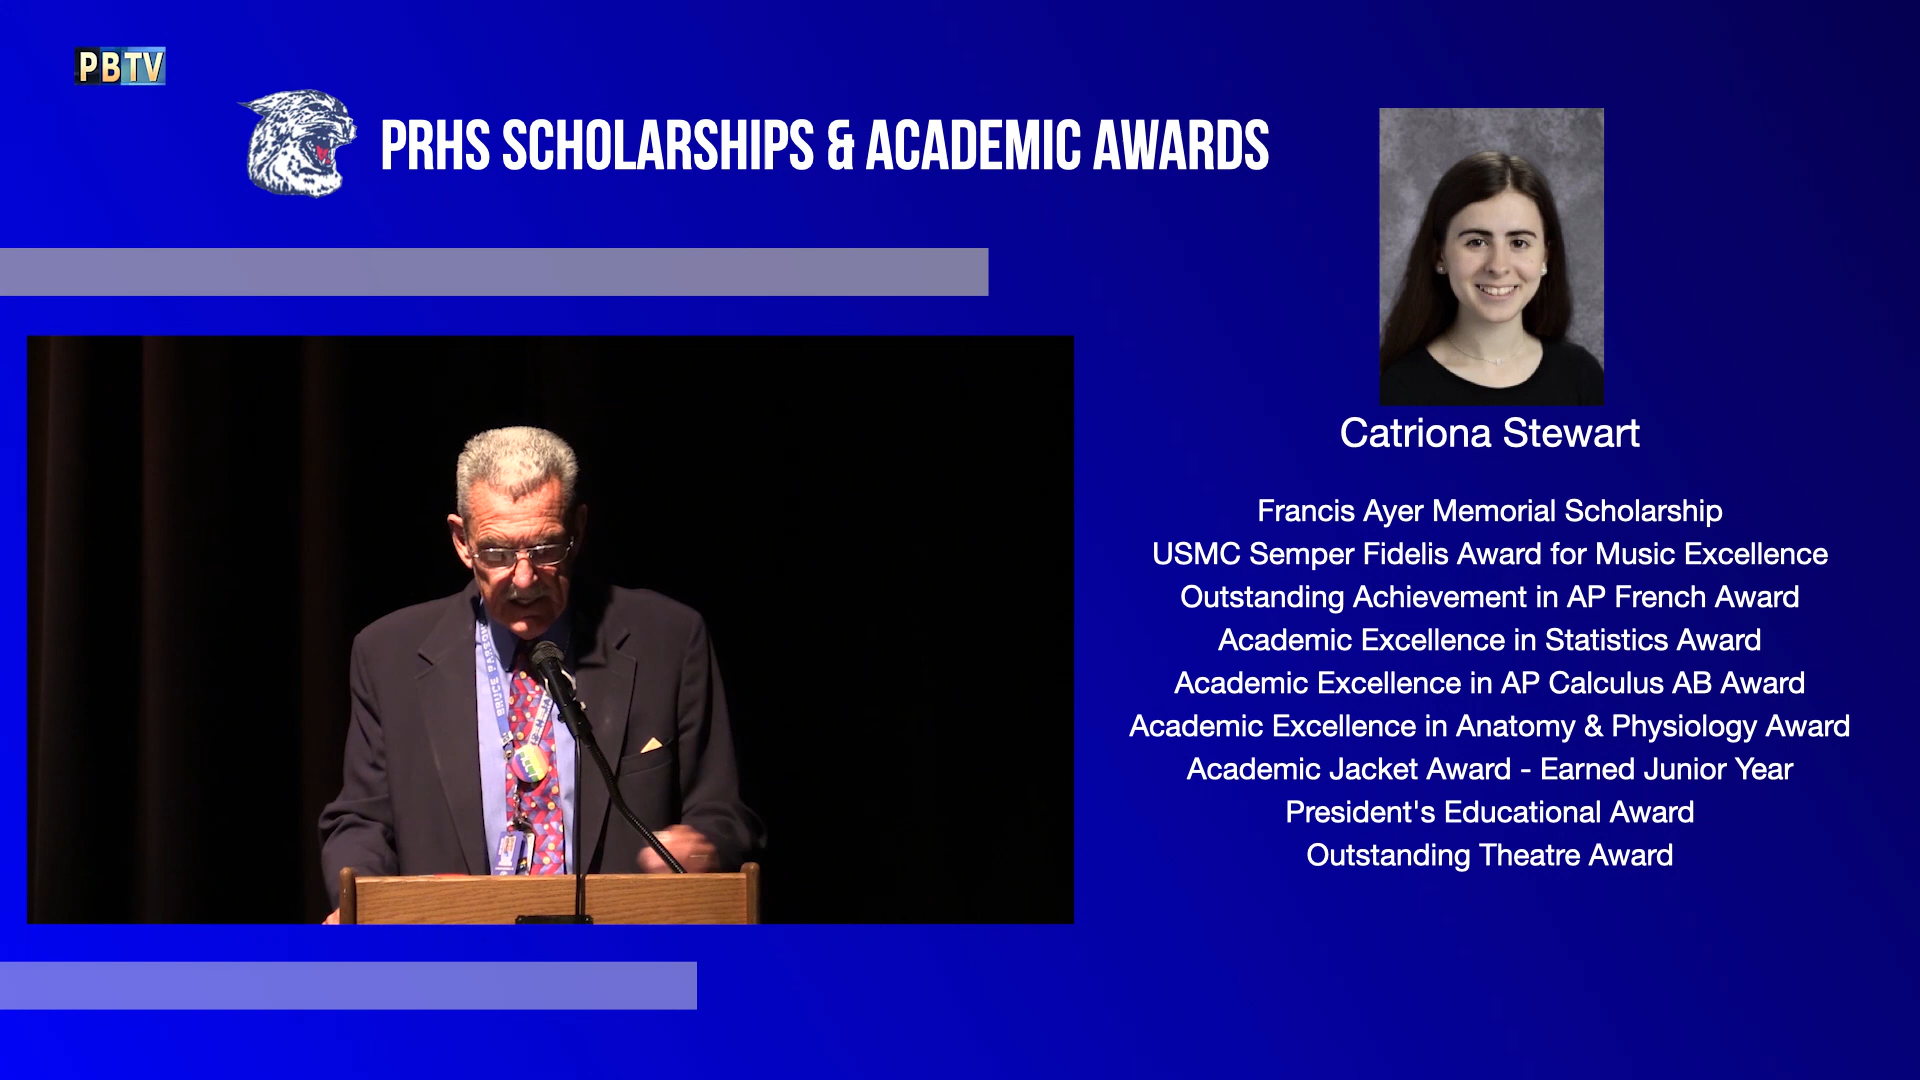 PBTV
PRHS SCHOLARSHIPS & ACADEMIC AWARDS
Catriona Stewart
Francis Ayer Memorial Scholarship
USMC Semper Fidelis Award for Music Excellence
Outstanding Achievement in AP French Award
Academic Excellence in Statistics Award
Academic Excellence in AP Calculus AB Award
Academic Excellence in Anatomy & Physiology Award
Academic Jacket Award - Earned Junior Year
President's Educational Award
Outstanding Theatre Award
BRUCE